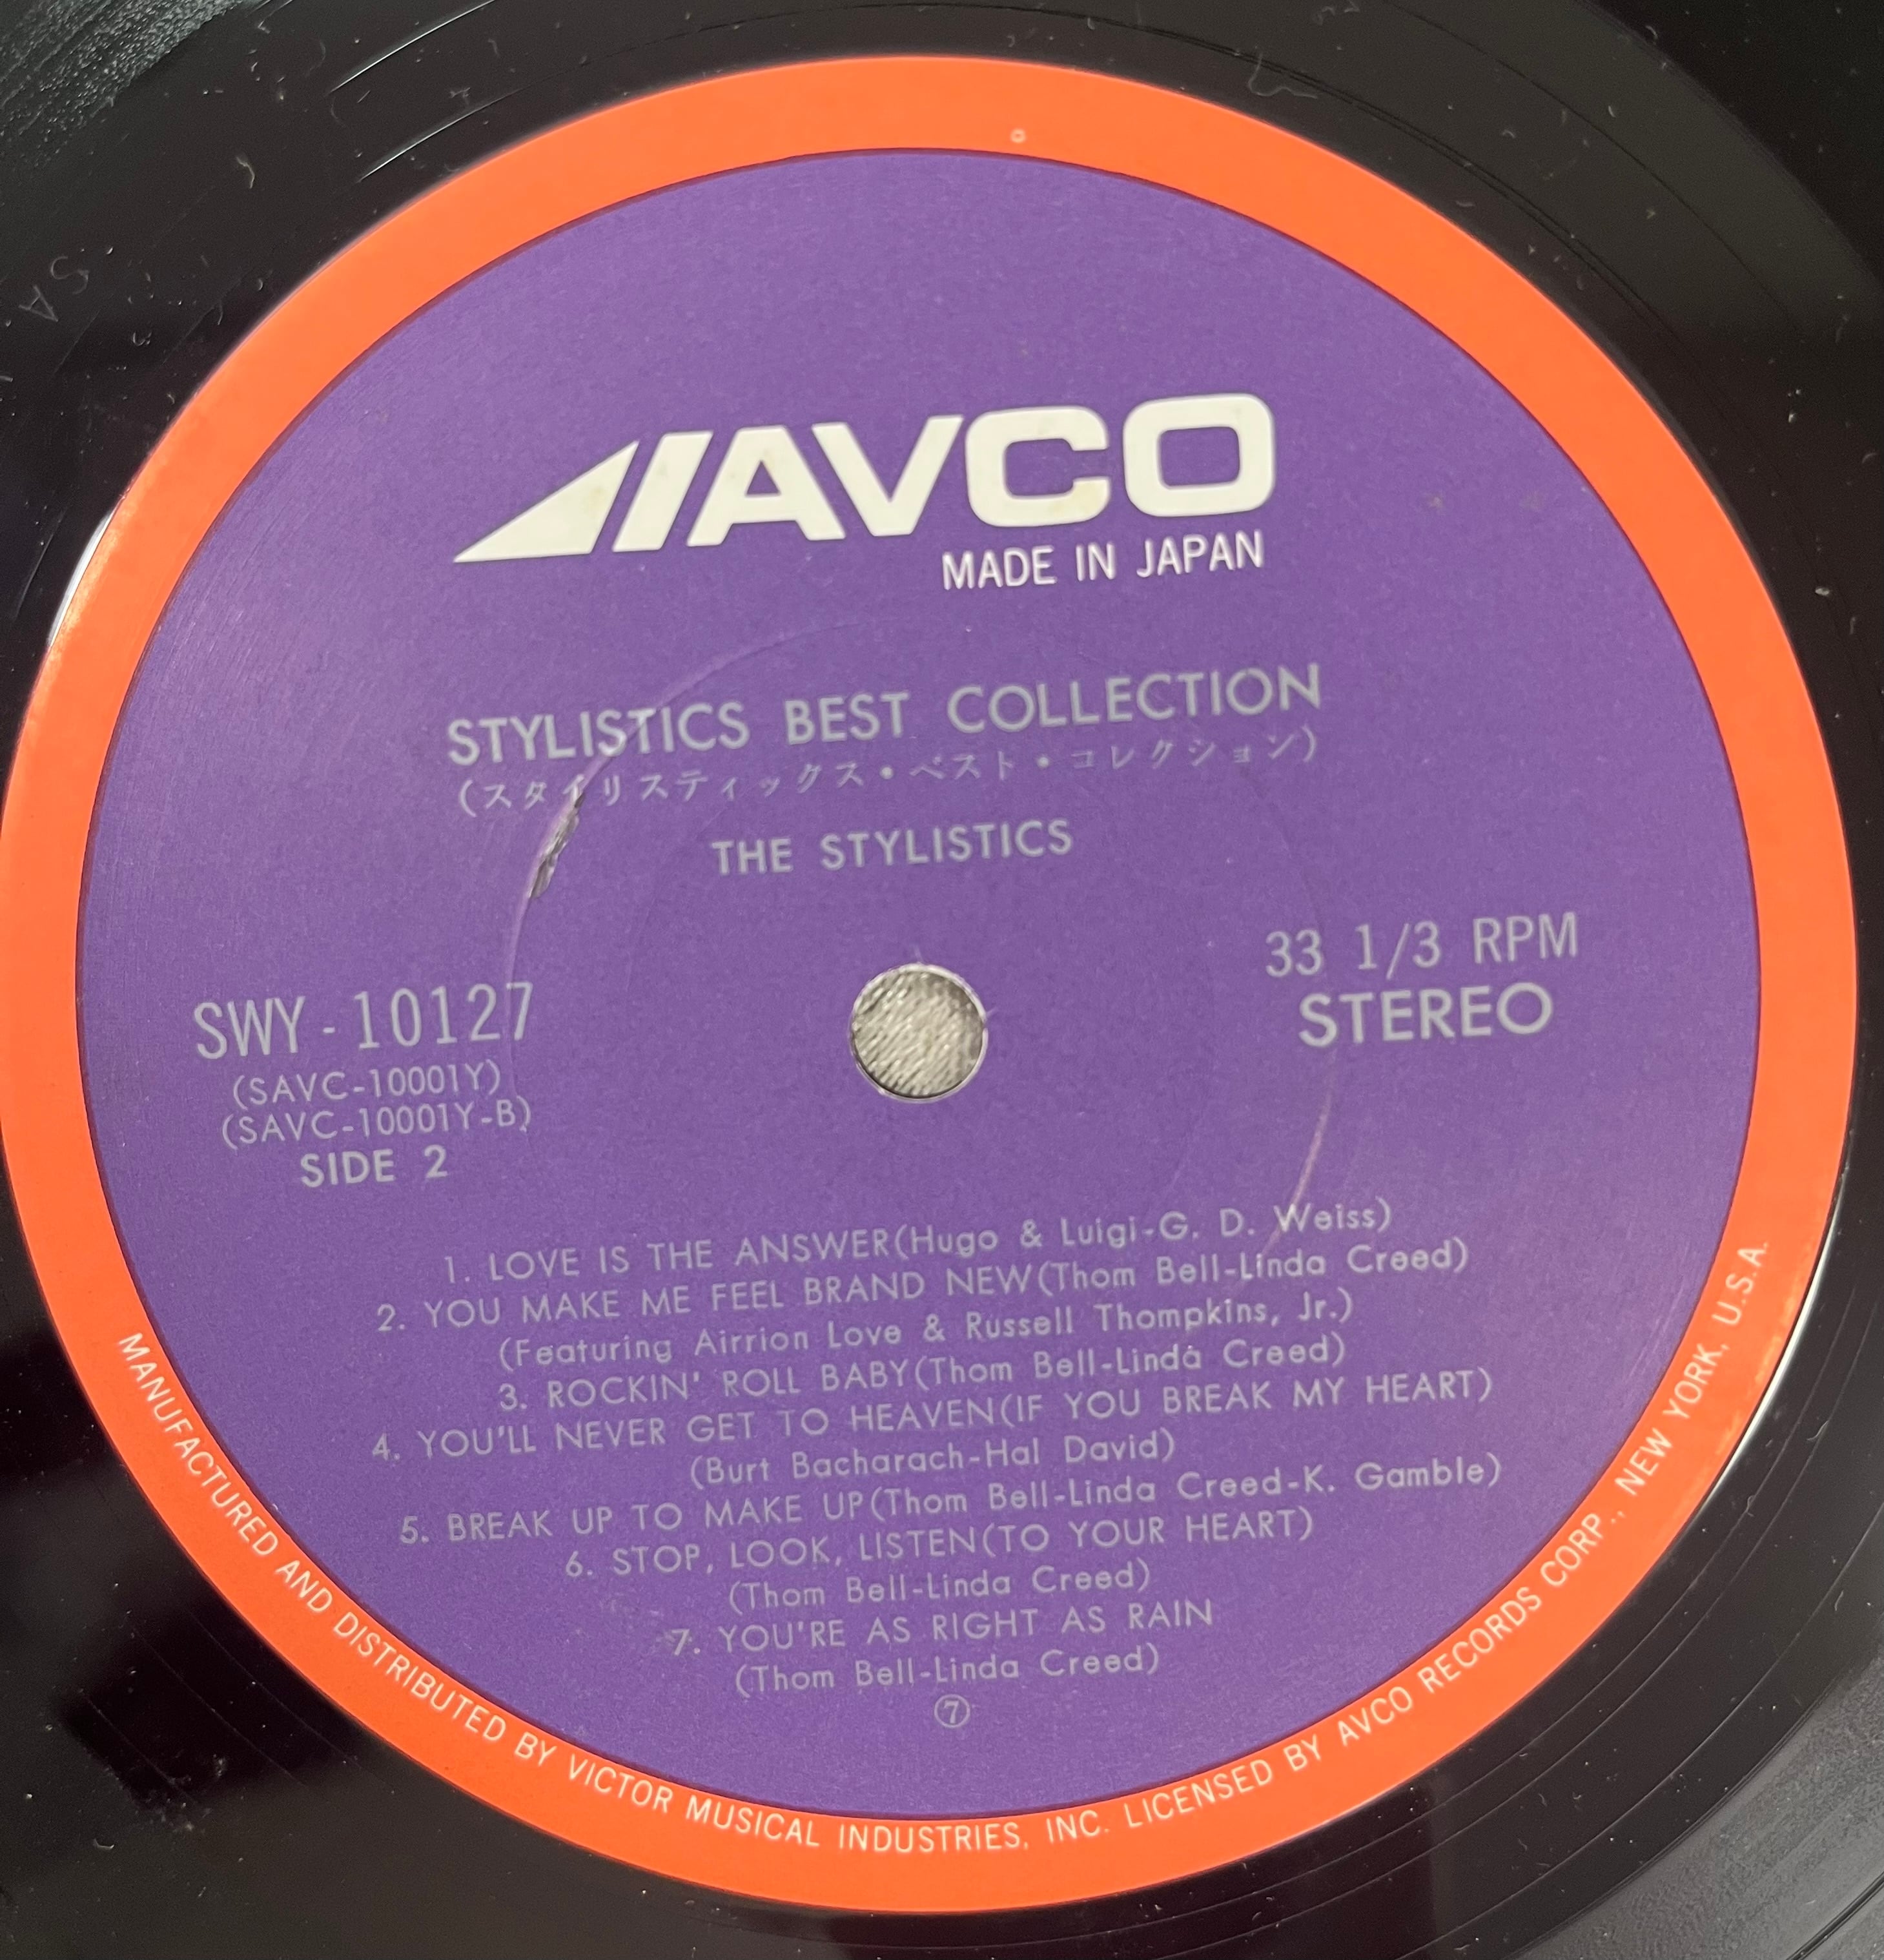 AVCO
MADE IN JAPAN
STYLISTICS BEST COLLECTION
(スタイリスティックス・ベスト・コレクション)
THE STYLISTICS
33 1/3 RPM
STEREO
SWY-10127
(SAVC-10001Y)
(SAVC-10001Y-B)
SIDE 2
1. LOVE IS THE ANSWER(Hugo & Luigi-G. D. Weiss)
2. YOU MAKE ME FEEL BRAND NEW(Thom Bell-Linda Creed)
(Featuring Airrion Love & Russell Thompkins, Jr.)
3. ROCKIN' ROLL BABY(Thom Bell-Linda Creed)
4. YOU'LL NEVER GET TO HEAVEN(IF YOU BREAK MY HEART)
(Burt Bacharach-Hal David)
5. BREAK UP TO MAKE UP(Thom Bell-Linda Creed-K. Gamble)
6. STOP, LOOK, LISTEN(TO YOUR HEART)
(Thom Bell-Linda Creed)
7. YOU'RE AS RIGHT AS RAIN
(Thom Bell-Linda Creed)
⑦
MANUFACTURED AND DISTRIBUTED BY VICTOR MUSICAL INDUSTRIES, INC. LICENSED BY AVCO RECORDS CORP., NEW YORK, U.S.A.